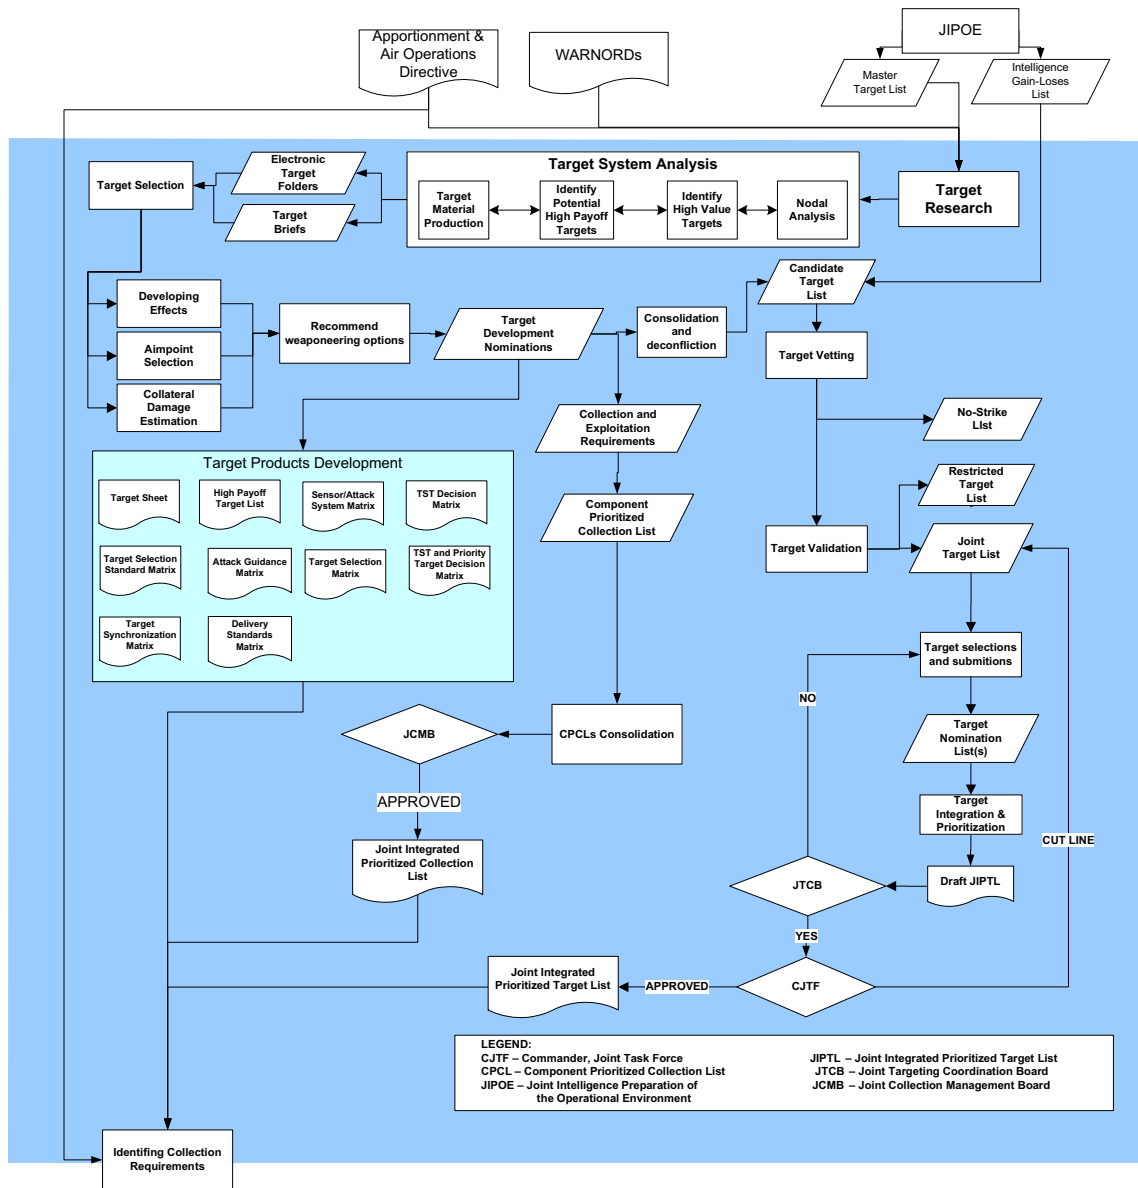 Apportionment &
Air Operations
Directive
WARNORDs
JIPOE
Master
Target List
Intelligence
Gain-Loses
List
Target Selection
Electronic
Target
Folders
Target
Briefs
Target System Analysis
Target
Material
Production
Identify
Potential
High Payoff
Targets
Identify
High Value
Targets
Nodal
Analysis
Target
Research
Developing
Effects
Aimpoint
Selection
Collateral
Damage
Estimation
Recommend
weaponeering options
Target
Development
Nominations
Consolidation
and
deconfliction
Candidate
Target
List
Target Vetting
Collection and
Exploitation
Requirements
No-Strike
LIst
Restricted
Target
List
Target Products Development
Target Sheet
High Payoff
Target List
Sensor/Attack
System Matrix
TST Decision
Matrix
Target Selection
Standard Matrix
Attack Guidance
Matrix
Target Selection
Matrix
TST and Priority
Target Decision
Matrix
Target
Synchronization
Matrix
Delivery
Standards
Matrix
Component
Prioritized
Collection List
Target Validation
Joint
Target List
Target selections
and submitions
NO
Target
Nomination
List(s)
JCMB
CPCLs Consolidation
APPROVED
Target
Integration &
Prioritization
CUT LINE
Joint Integrated
Prioritized Collection
List
JTCB
Draft JIPTL
YES
Joint Integrated
Prioritized Target List
APPROVED
CJTF
LEGEND:
CJTF – Commander, Joint Task Force
CPCL – Component Prioritized Collection List
JIPOE – Joint Intelligence Preparation of
the Operational Environment
JIPTL – Joint Integrated Prioritized Target List
JTCB – Joint Targeting Coordination Board
JCMB – Joint Collection Management Board
Identifing Collection
Requirements